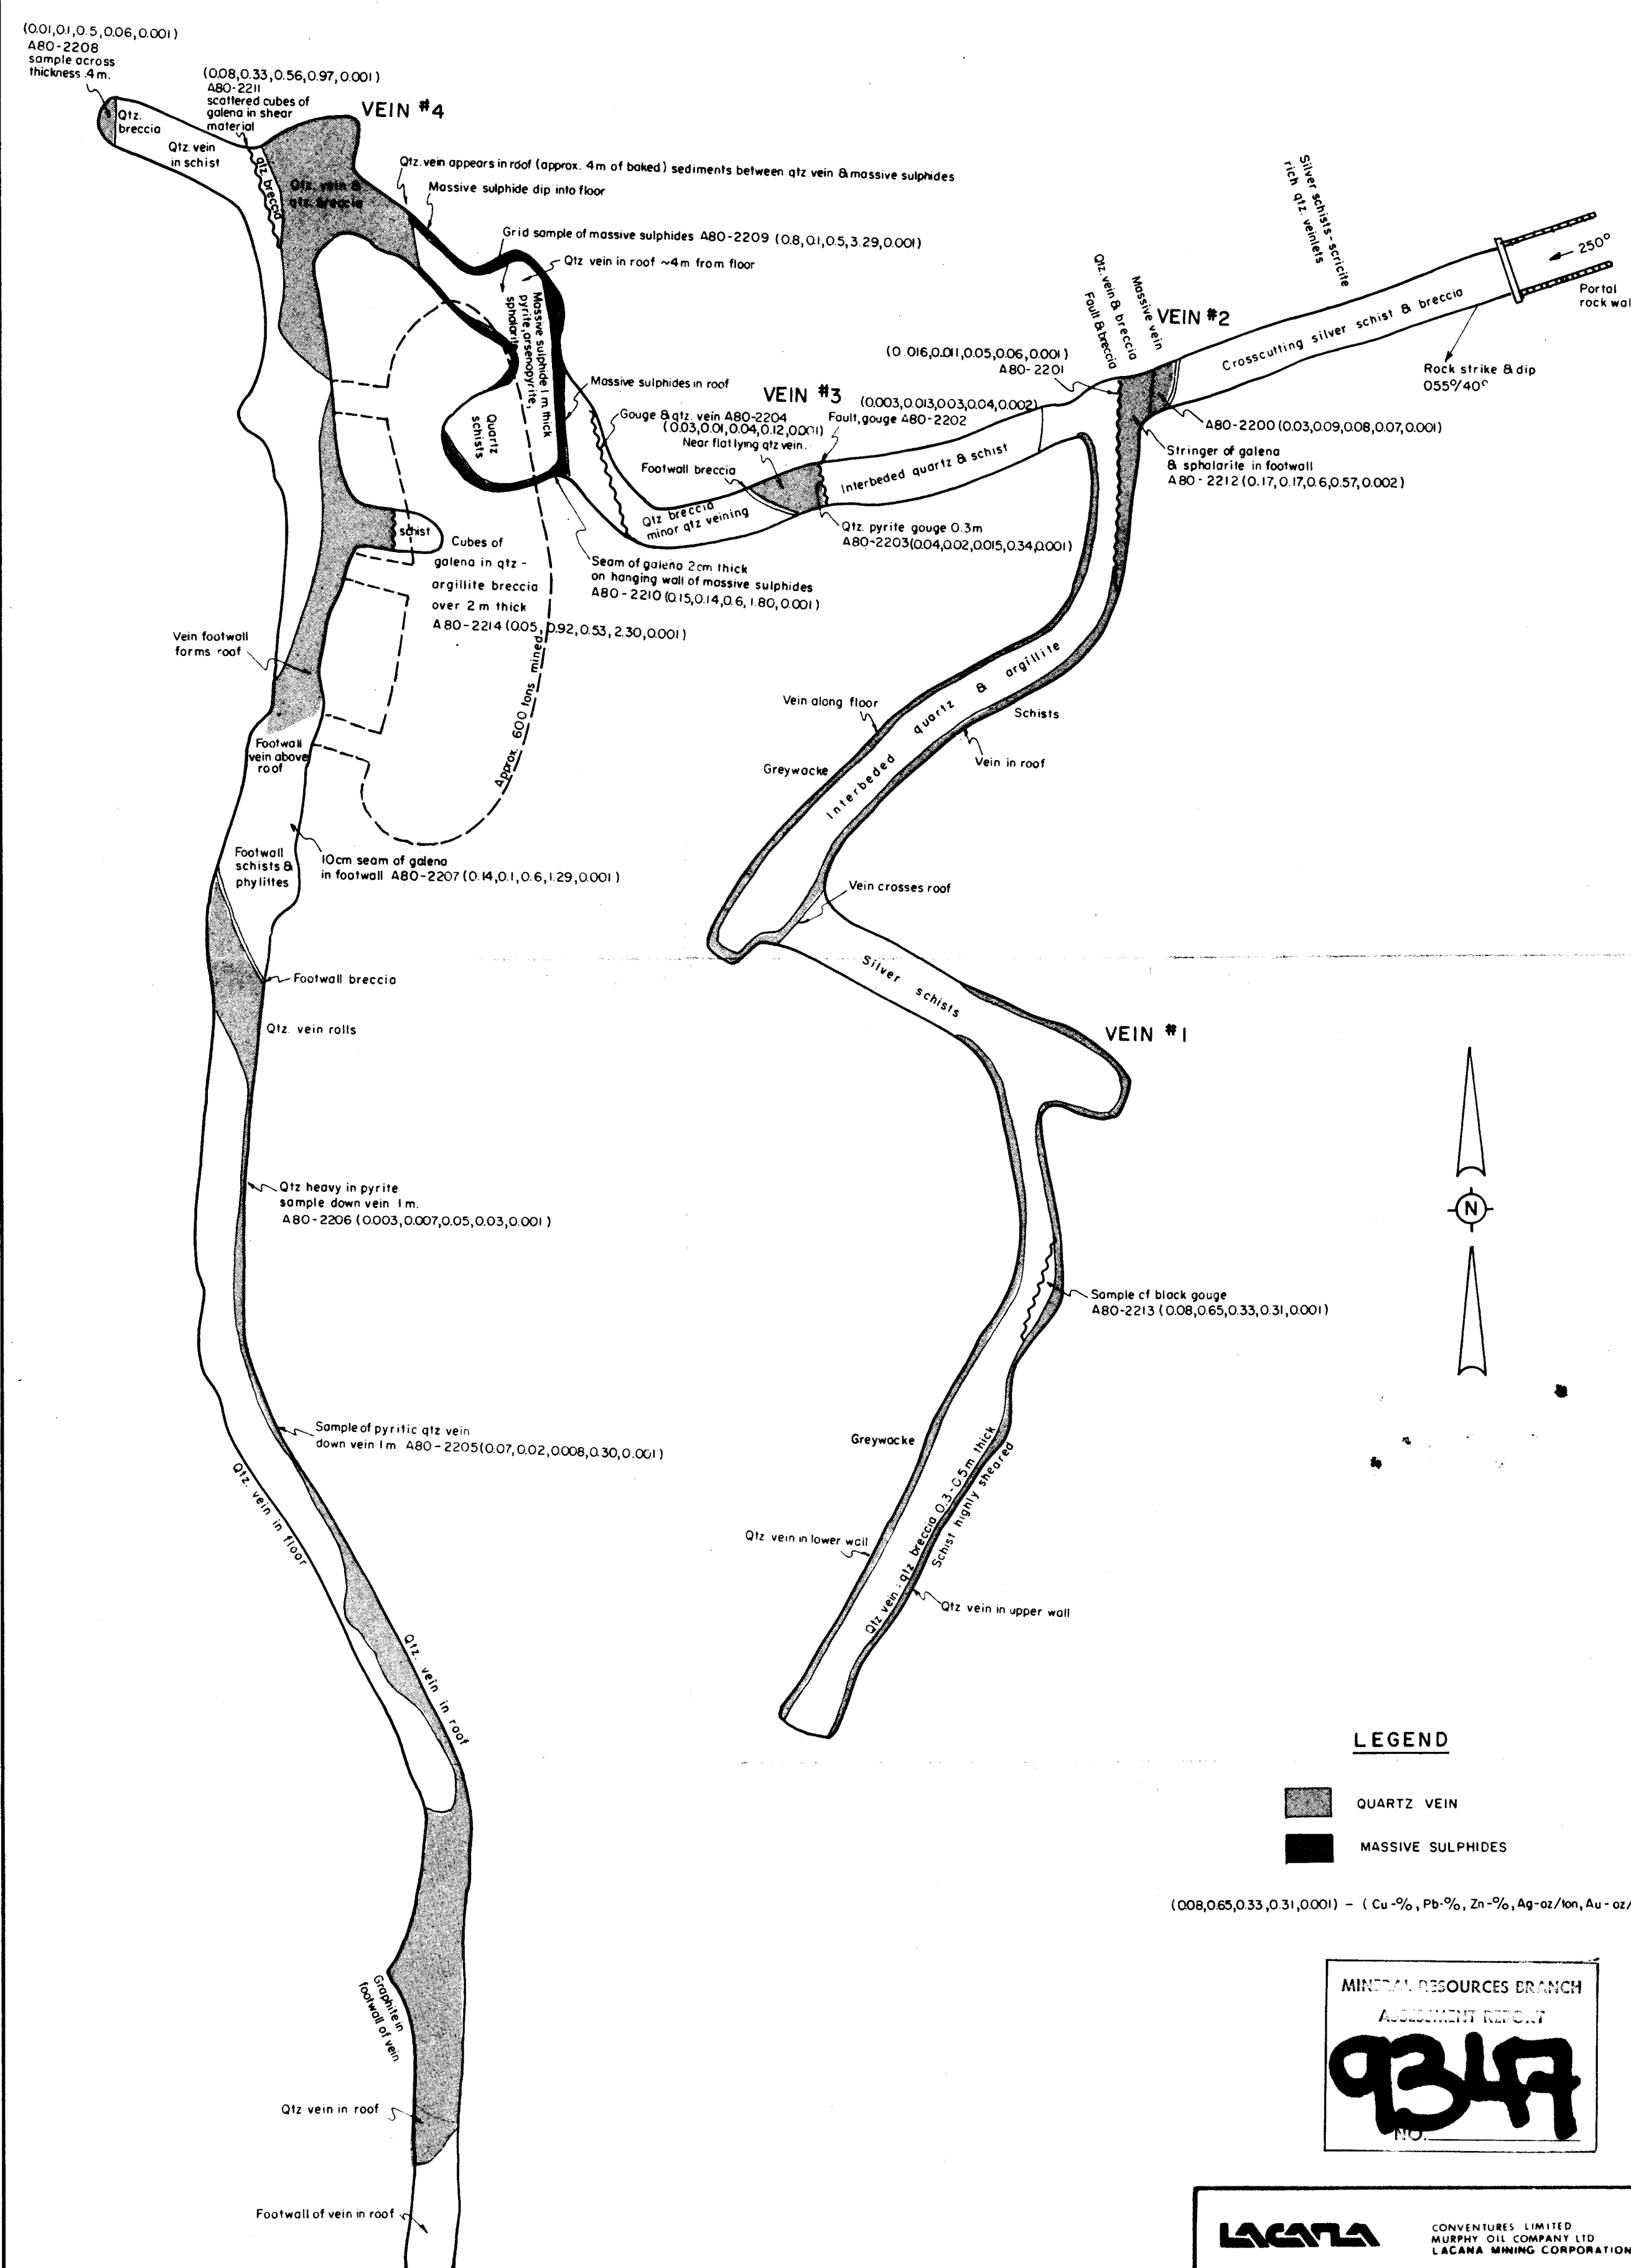 (0.01,0.1,0.5,0.06,0.001)
A80-2208
sample across
thickness .4m.
Qtz.
breccia
Qtz. vein
in schist
(0.08,0.33,0.56,0.97,0.001)
A80-2211
scattered cubes of
galena in shear
material
qtz breccia
VEIN #4
Qtz. vein &
qtz. breccia
Qtz. vein appears in roof (approx. 4m of baked) sediments between qtz vein & massive sulphides
Massive sulphide dip into floor
Grid sample of massive sulphides A80-2209 (0.8,0.1,0.5,3.29,0.001)
Qtz vein in roof ~4m from floor
Massive sulphide 1 m. thick
pyrite, arsenopyrite,
sphalarite
Quartz
schists
Massive sulphides in roof
Gouge & qtz. vein A80-2204
(0.03,0.01,0.04,0.12,0.001)
Near flat lying qtz vein.
Footwall breccia
VEIN #3
(0.003,0.013,0.03,0.04,0.002)
Fault, gouge A80-2202
Interbeded quartz & schist
Qtz breccia
minor qtz veining
Qtz. pyrite gouge 0.3m
A80-2203 (0.04,0.02,0.015,0.34,0.001)
Seam of galena 2cm thick
on hanging wall of massive sulphides
A80-2210 (0.15,0.14,0.6,1.80,0.001)
(0.016,0.011,0.05,0.06,0.001)
A80-2201
Fault & breccia
Qtz. vein & breccia
Massive vein
VEIN #2
Silver schists-scricite
rich qtz. veinlets
Crosscutting silver schist & breccia
250°
Portal
rock wal
Rock strike & dip
055°/40°
A80-2200 (0.03,0.09,0.08,0.07,0.001)
Stringer of galena
& sphalarite in footwall
A80-2212 (0.17,0.17,0.6,0.57,0.002)
schist
Cubes of
galena in qtz -
argillite breccia
over 2 m thick
A80-2214 (0.05, 0.92,0.53,2.30,0.001)
Approx. 600 tons mined
Vein footwall
forms roof
Footwall
vein above
roof
Footwall
schists &
phylittes
10cm seam of galena
in footwall A80-2207 (0.14,0.1,0.6,1.29,0.001)
Footwall breccia
Qtz. vein rolls
Vein along floor
Greywacke
Interbeded quartz & argillite
Schists
Vein in roof
Vein crosses roof
Silver schists
VEIN #1
Qtz heavy in pyrite
sample down vein 1m.
A80-2206 (0.003,0.007,0.05,0.03,0.001)
N
Sample of black gouge
A80-2213 (0.08,0.65,0.33,0.31,0.001)
Sample of pyritic qtz vein
down vein 1m A80-2205 (0.07,0.02,0.008,0.30,0.001)
Qtz. vein in floor
Qtz. vein in roof
Greywacke
Qtz vein in lower wall
Qtz vein : qtz breccia 0.3-0.5m thick
Schist highly sheared
Qtz vein in upper wall
Graphite in
footwall of vein
Qtz vein in roof
Footwall of vein in roof
LEGEND
QUARTZ VEIN
MASSIVE SULPHIDES
(0.08,0.65,0.33,0.31,0.001) - ( Cu-%, Pb-%, Zn-%, Ag-oz/ton, Au-oz/
MINERAL RESOURCES BRANCH
ASSESSMENT REPORT
9347
NO.
LACANA
CONVENTURES LIMITED
MURPHY OIL COMPANY LTD
LACANA MINING CORPORATION